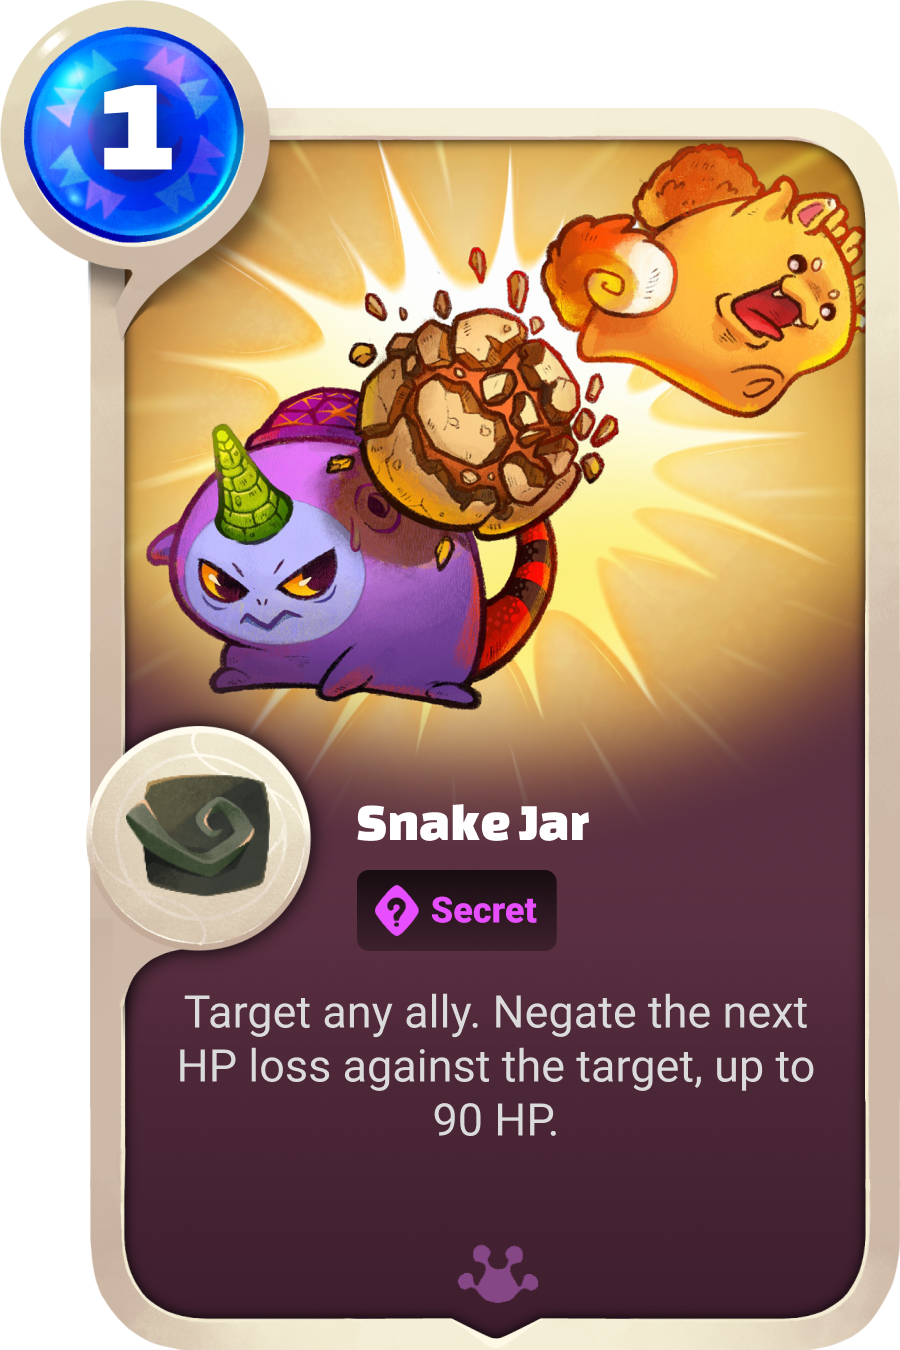 1
Snake Jar
Secret
Target any ally. Negate the next
HP loss against the target, up to
90 HP.